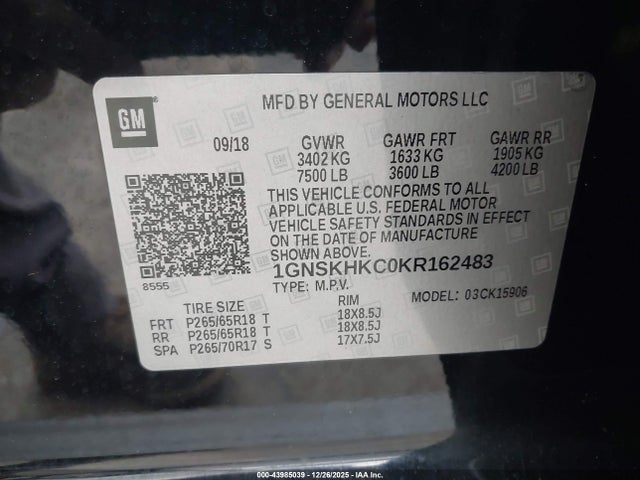 GM
MFD BY GENERAL MOTORS LLC
09/18 GVWR GAWR FRT GAWR RR
3402 KG 1633 KG 1905 KG
7500 LB 3600 LB 4200 LB
THIS VEHICLE CONFORMS TO ALL
APPLICABLE U.S. FEDERAL MOTOR
VEHICLE SAFETY STANDARDS IN EFFECT
ON THE DATE OF MANUFACTURE
SHOWN ABOVE.
8555
1GNSKHKC0KR162483
TYPE: M.P.V. MODEL: 03CK15906
TIRE SIZE RIM
FRT P265/65R18 T 18X8.5J
RR P265/65R18 T 18X8.5J
SPA P265/70R17 S 17X7.5J
000-43985039 - 12/26/2025 - IAA Inc.